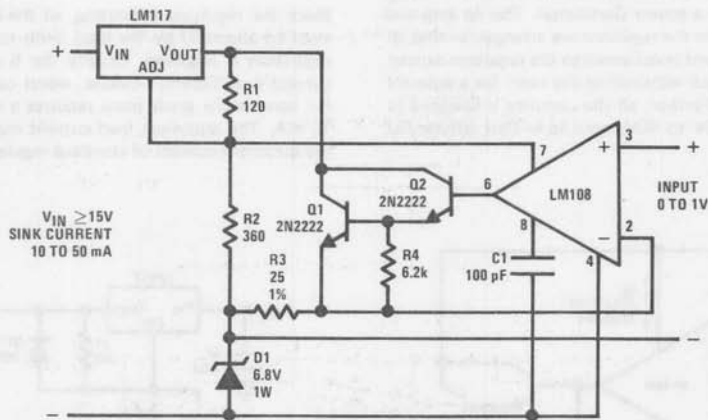 LM117
+
VIN
VOUT
ADJ
R1
120
VIN ≥15V
SINK CURRENT
10 TO 50 mA
R2
360
R3
25
1%
Q1
2N2222
Q2
2N2222
R4
6.2k
6
7
3
+
LM108
8
C1
100 pF
2
−
4
+
INPUT
0 TO 1V
−
D1
6.8V
1W
−